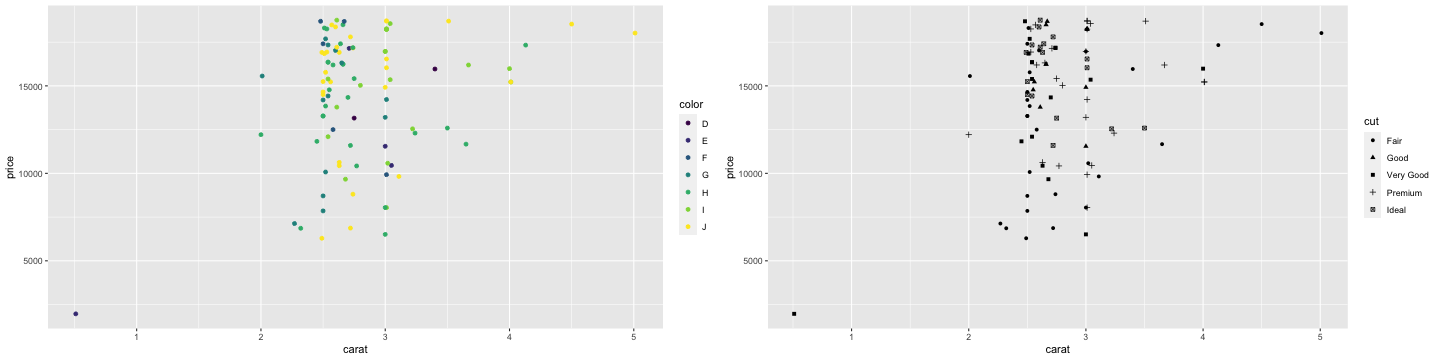 price
15000
10000
5000
1
2
3
4
5
carat
color
D
E
F
G
H
I
J
price
15000
10000
5000
1
2
3
4
5
carat
cut
Fair
Good
Very Good
Premium
Ideal